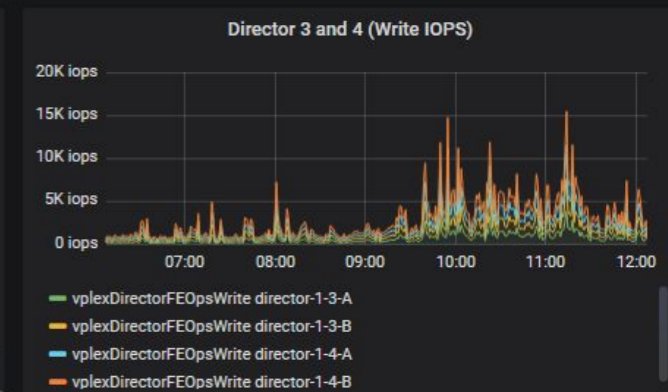 Director 3 and 4 (Write IOPS)
20K iops
15K iops
10K iops
5K iops
0 iops
07:00 08:00 09:00 10:00 11:00 12:00
vplexDirectorFEOpsWrite director-1-3-A
vplexDirectorFEOpsWrite director-1-3-B
vplexDirectorFEOpsWrite director-1-4-A
vplexDirectorFEOpsWrite director-1-4-B